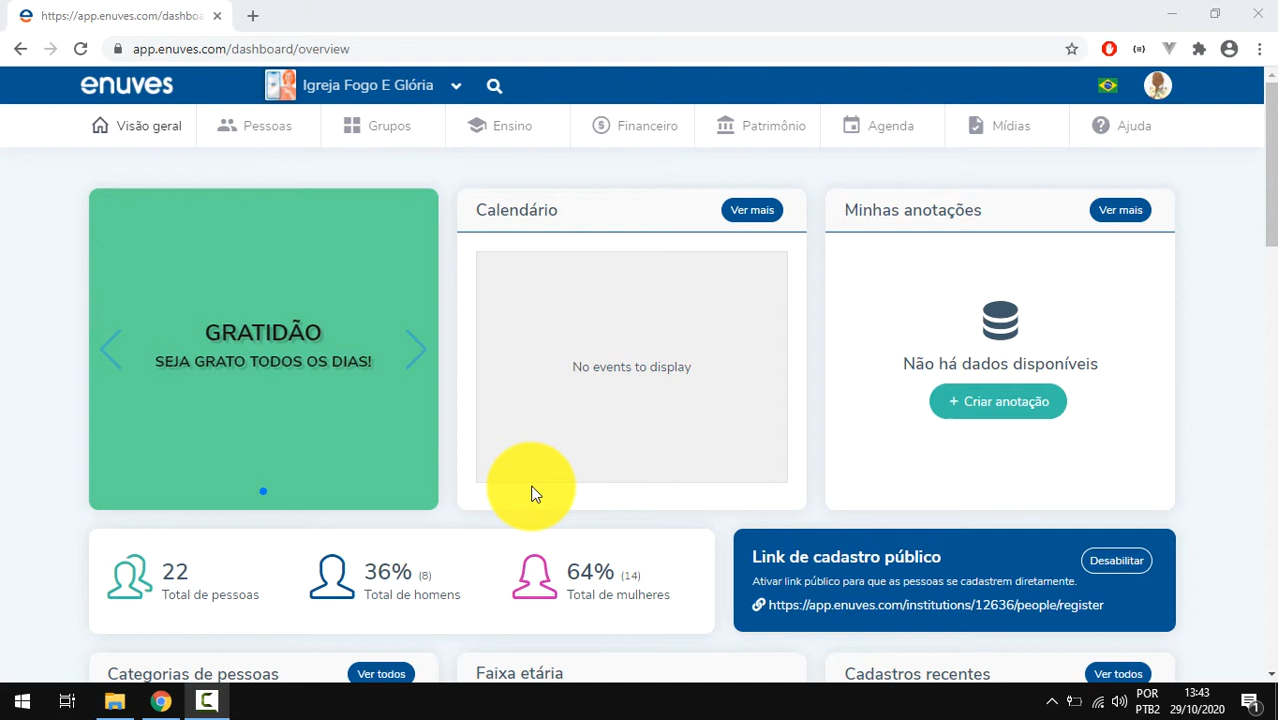 https://app.enuves.com/dashboa
app.enuves.com/dashboard/overview
enuves
Igreja Fogo E Glória
Visão geral
Pessoas
Grupos
Ensino
Financeiro
Patrimônio
Agenda
Mídias
Ajuda
GRATIDÃO
SEJA GRATO TODOS OS DIAS!
Calendário
Ver mais
No events to display
Minhas anotações
Ver mais
Não há dados disponíveis
+ Criar anotação
22
Total de pessoas
36% (8)
Total de homens
64% (14)
Total de mulheres
Link de cadastro público
Desabilitar
Ativar link público para que as pessoas se cadastrem diretamente.
https://app.enuves.com/institutions/12636/people/register
Categorias de pessoas
Ver todos
Faixa etária
Cadastros recentes
Ver todos
POR
PTB2
13:43
29/10/2020
1